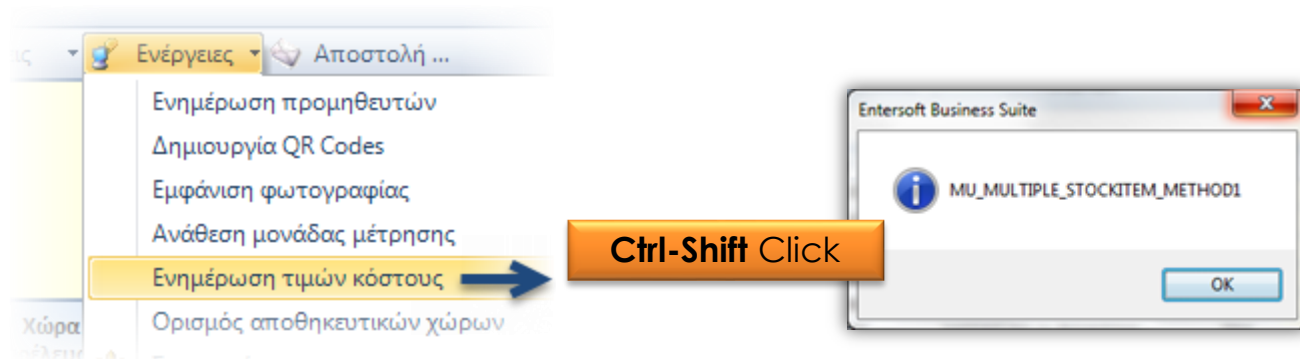 Ενέργειες Αποστολή ...
Ενημέρωση προμηθευτών
Δημιουργία QR Codes
Εμφάνιση φωτογραφίας
Ανάθεση μονάδας μέτρησης
Ενημέρωση τιμών κόστους
Χώρα Ορισμός αποθηκευτικών χώρων
Ctrl-Shift Click
Entersoft Business Suite
MU_MULTIPLE_STOCKITEM_METHOD1
OK